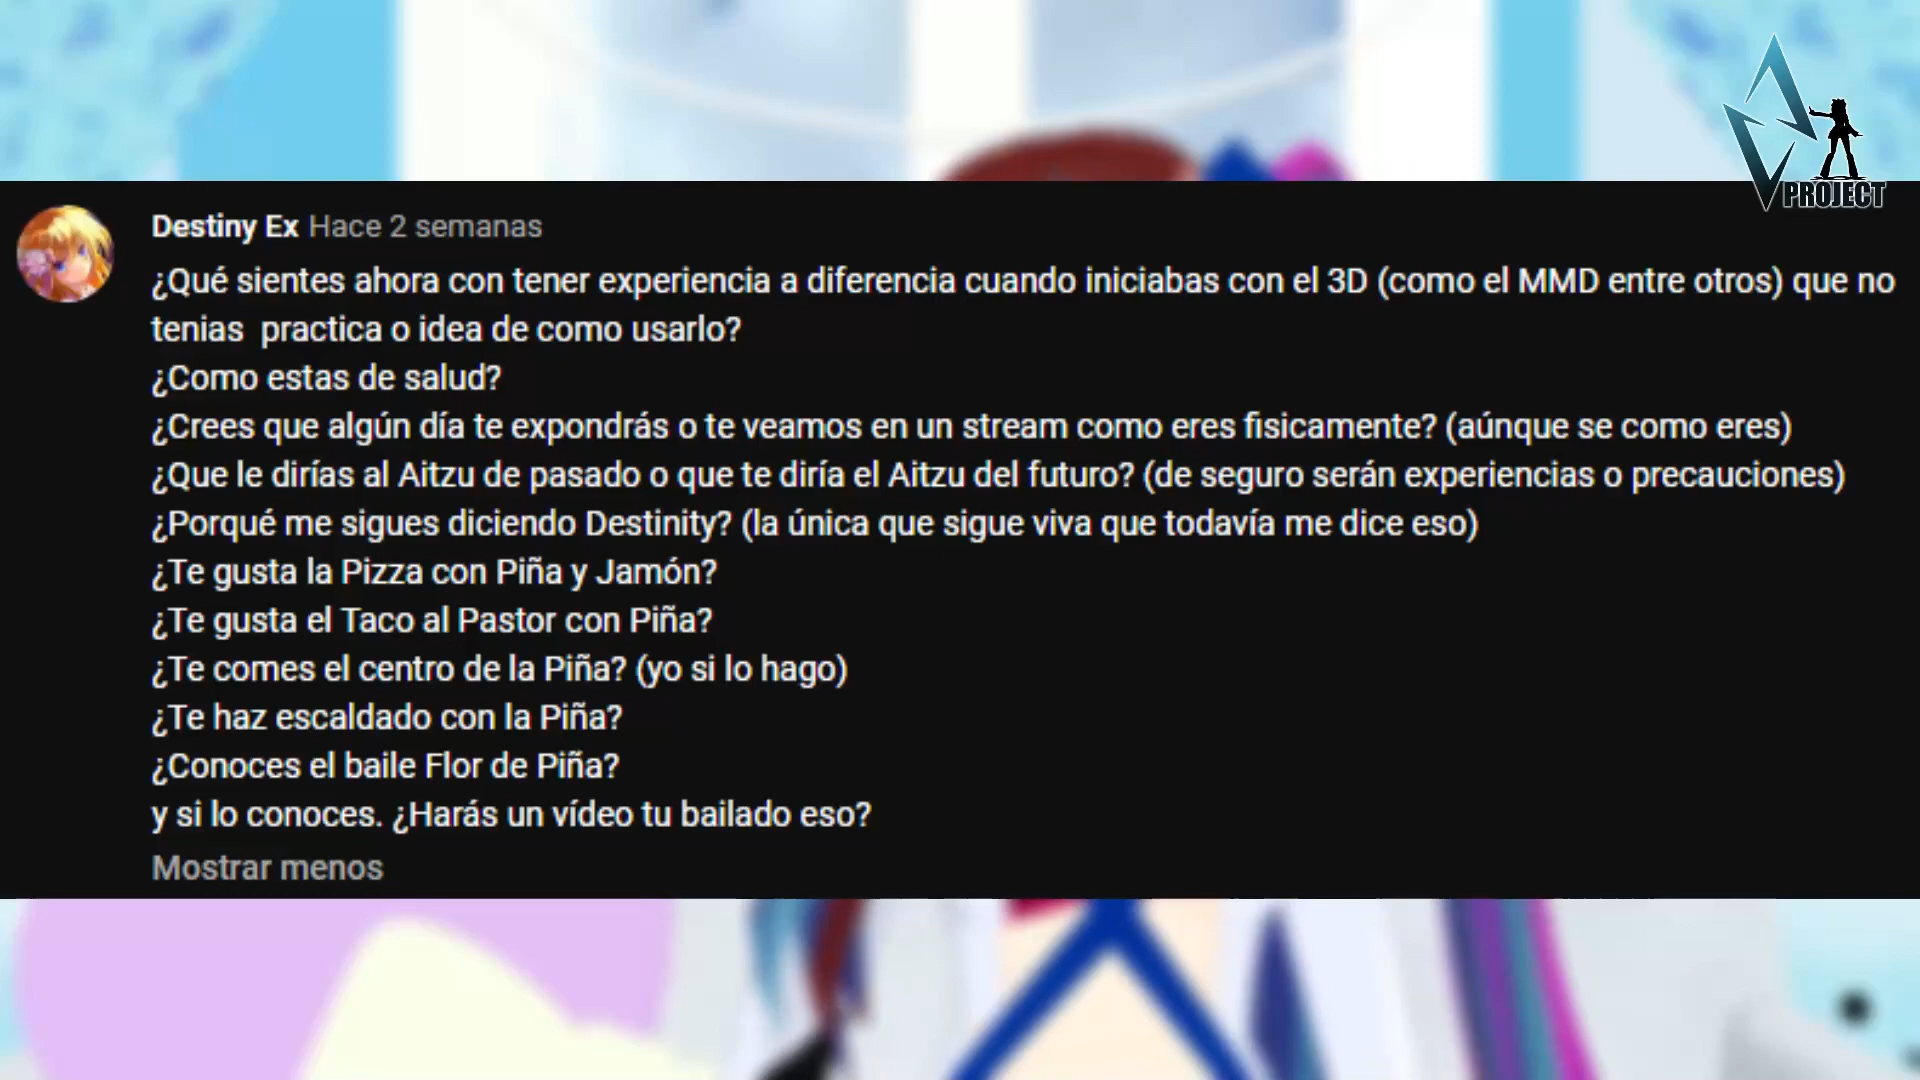 PROJECT
Destiny Ex Hace 2 semanas
¿Qué sientes ahora con tener experiencia a diferencia cuando iniciabas con el 3D (como el MMD entre otros) que no
tenias  practica o idea de como usarlo?
¿Como estas de salud?
¿Crees que algún día te expondrás o te veamos en un stream como eres fisicamente? (aúnque se como eres)
¿Que le dirías al Aitzu de pasado o que te diría el Aitzu del futuro? (de seguro serán experiencias o precauciones)
¿Porqué me sigues diciendo Destinity? (la única que sigue viva que todavía me dice eso)
¿Te gusta la Pizza con Piña y Jamón?
¿Te gusta el Taco al Pastor con Piña?
¿Te comes el centro de la Piña? (yo si lo hago)
¿Te haz escaldado con la Piña?
¿Conoces el baile Flor de Piña?
y si lo conoces. ¿Harás un vídeo tu bailado eso?
Mostrar menos